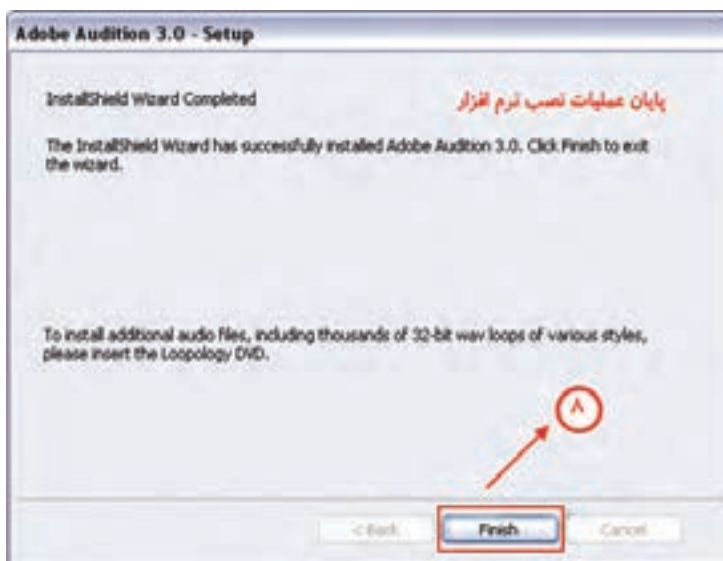 Adobe Audition 3.0 - Setup
InstallShield Wizard Completed
پایان عملیات نصب نرم افزار
The InstallShield Wizard has successfully installed Adobe Audition 3.0. Click Finish to exit
the wizard.
To install additional audio files, including thousands of 32-bit wav loops of various styles,
please insert the Loopology DVD.
۸
< Back
Finish
Cancel